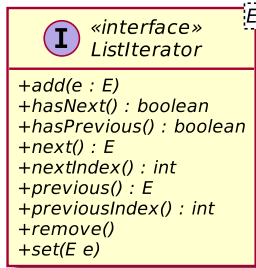 I
«interface»
ListIterator
E
+add(e : E)
+hasNext() : boolean
+hasPrevious() : boolean
+next() : E
+nextIndex() : int
+previous() : E
+previousIndex() : int
+remove()
+set(E e)